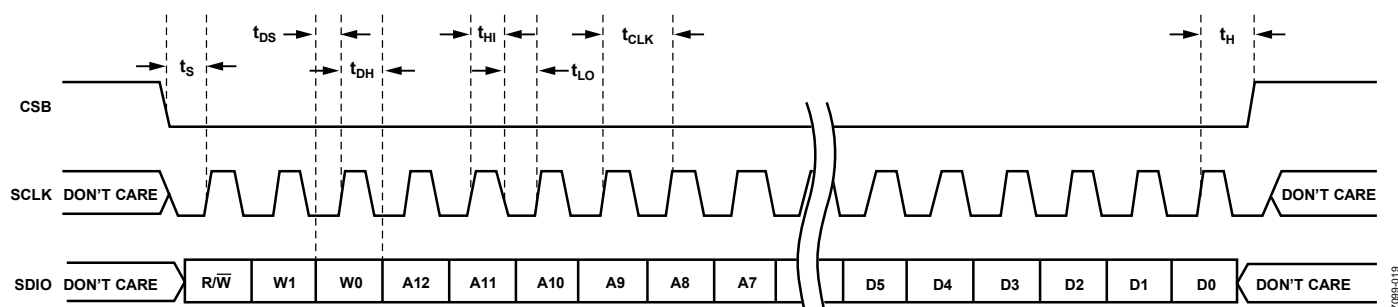 tDS
tHI
tCLK
tH
tS
tDH
tLO
CSB
SCLK DON'T CARE DON'T CARE
SDIO DON'T CARE R/W̅ W1 W0 A12 A11 A10 A9 A8 A7 D5 D4 D3 D2 D1 D0 DON'T CARE